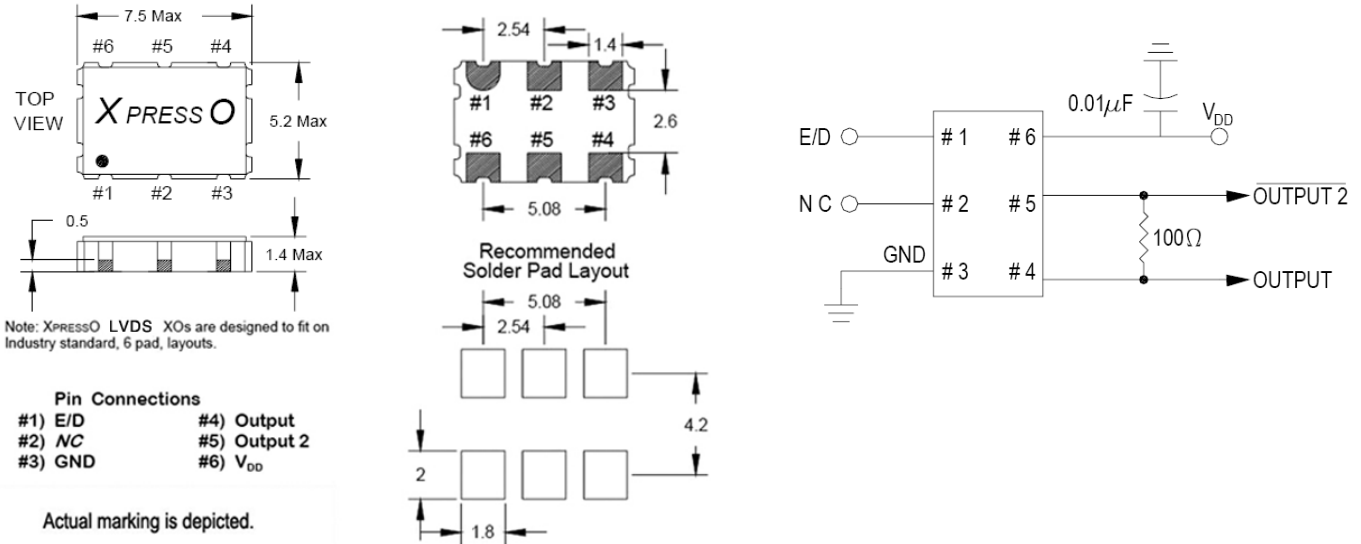 7.5 Max
#6 #5 #4
TOP
VIEW
XPRESSO
5.2 Max
#1 #2 #3
0.5
1.4 Max
Note: XPRESSO LVDS XOs are designed to fit on
Industry standard, 6 pad, layouts.
Pin Connections
#1) E/D #4) Output
#2) NC #5) Output 2
#3) GND #6) VDD
Actual marking is depicted.
2.54
1.4
#1 #2 #3
2.6
#6 #5 #4
5.08
Recommended
Solder Pad Layout
5.08
2.54
4.2
2
1.8
0.01μF
VDD
E/D #1 #6
NC #2 #5 OUTPUT 2
100Ω
GND #3 #4 OUTPUT